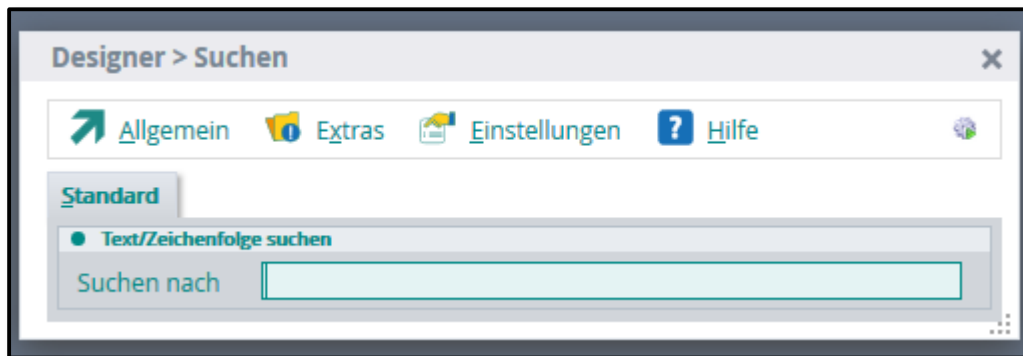 Designer > Suchen
Allgemein Extras Einstellungen ? Hilfe
Standard
Text/Zeichenfolge suchen
Suchen nach